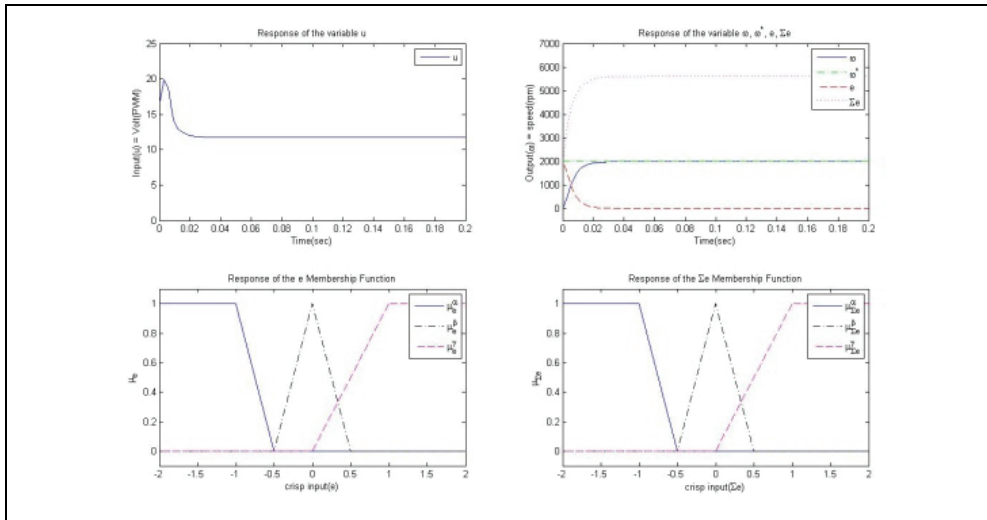 Response of the variable u
25
20
15
10
5
0
Input(u) = Volt(PWM)
0 0.02 0.04 0.06 0.08 0.1 0.12 0.14 0.16 0.18 0.2
Time(sec)
u
Response of the variable ω, ω*, e, Σe
7000
6000
5000
4000
3000
2000
1000
0
Output(ω) = speed(rpm)
0 0.02 0.04 0.06 0.08 0.1 0.12 0.14 0.16 0.18 0.2
Time(sec)
ω
ω*
e
Σe
Response of the e Membership Function
1
0.8
0.6
0.4
0.2
0
μe
-2 -1.5 -1 -0.5 0 0.5 1 1.5 2
crisp input(e)
Response of the Σe Membership Function
1
0.8
0.6
0.4
0.2
0
μΣe
-2 -1.5 -1 -0.5 0 0.5 1 1.5 2
crisp input(Σe)